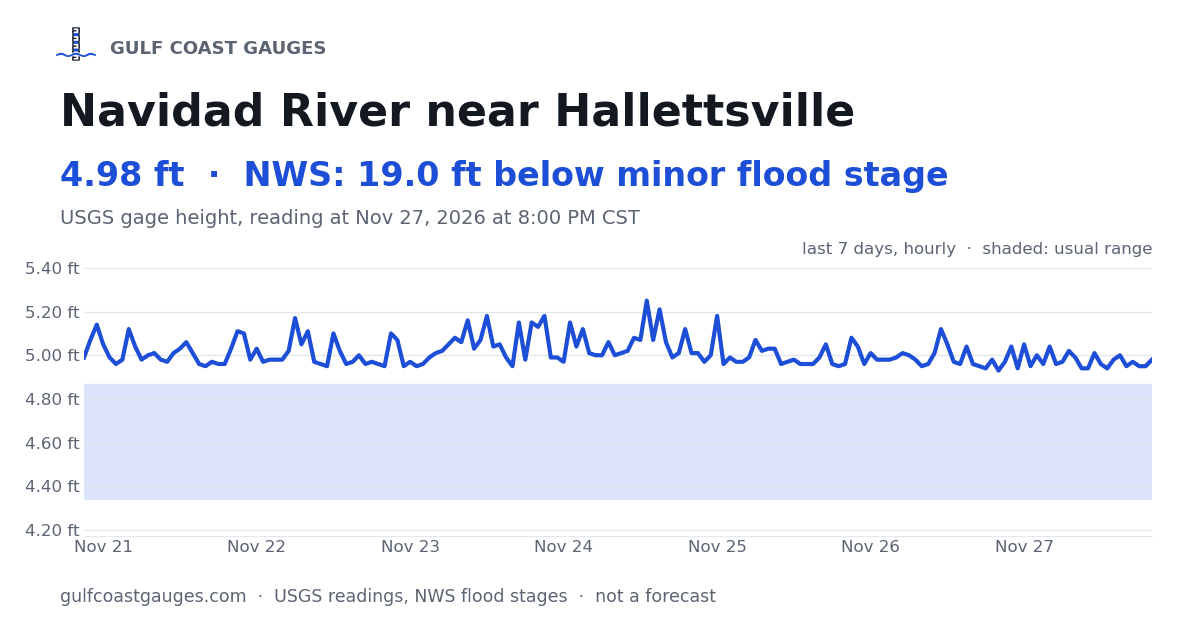 GULF COAST GAUGES
Navidad River near Hallettsville
4.98 ft · NWS: 19.0 ft below minor flood stage
USGS gage height, reading at Nov 27, 2026 at 8:00 PM CST
last 7 days, hourly · shaded: usual range
5.40 ft
5.20 ft
5.00 ft
4.80 ft
4.60 ft
4.40 ft
4.20 ft
Nov 21 Nov 22 Nov 23 Nov 24 Nov 25 Nov 26 Nov 27
gulfcoastgauges.com · USGS readings, NWS flood stages · not a forecast